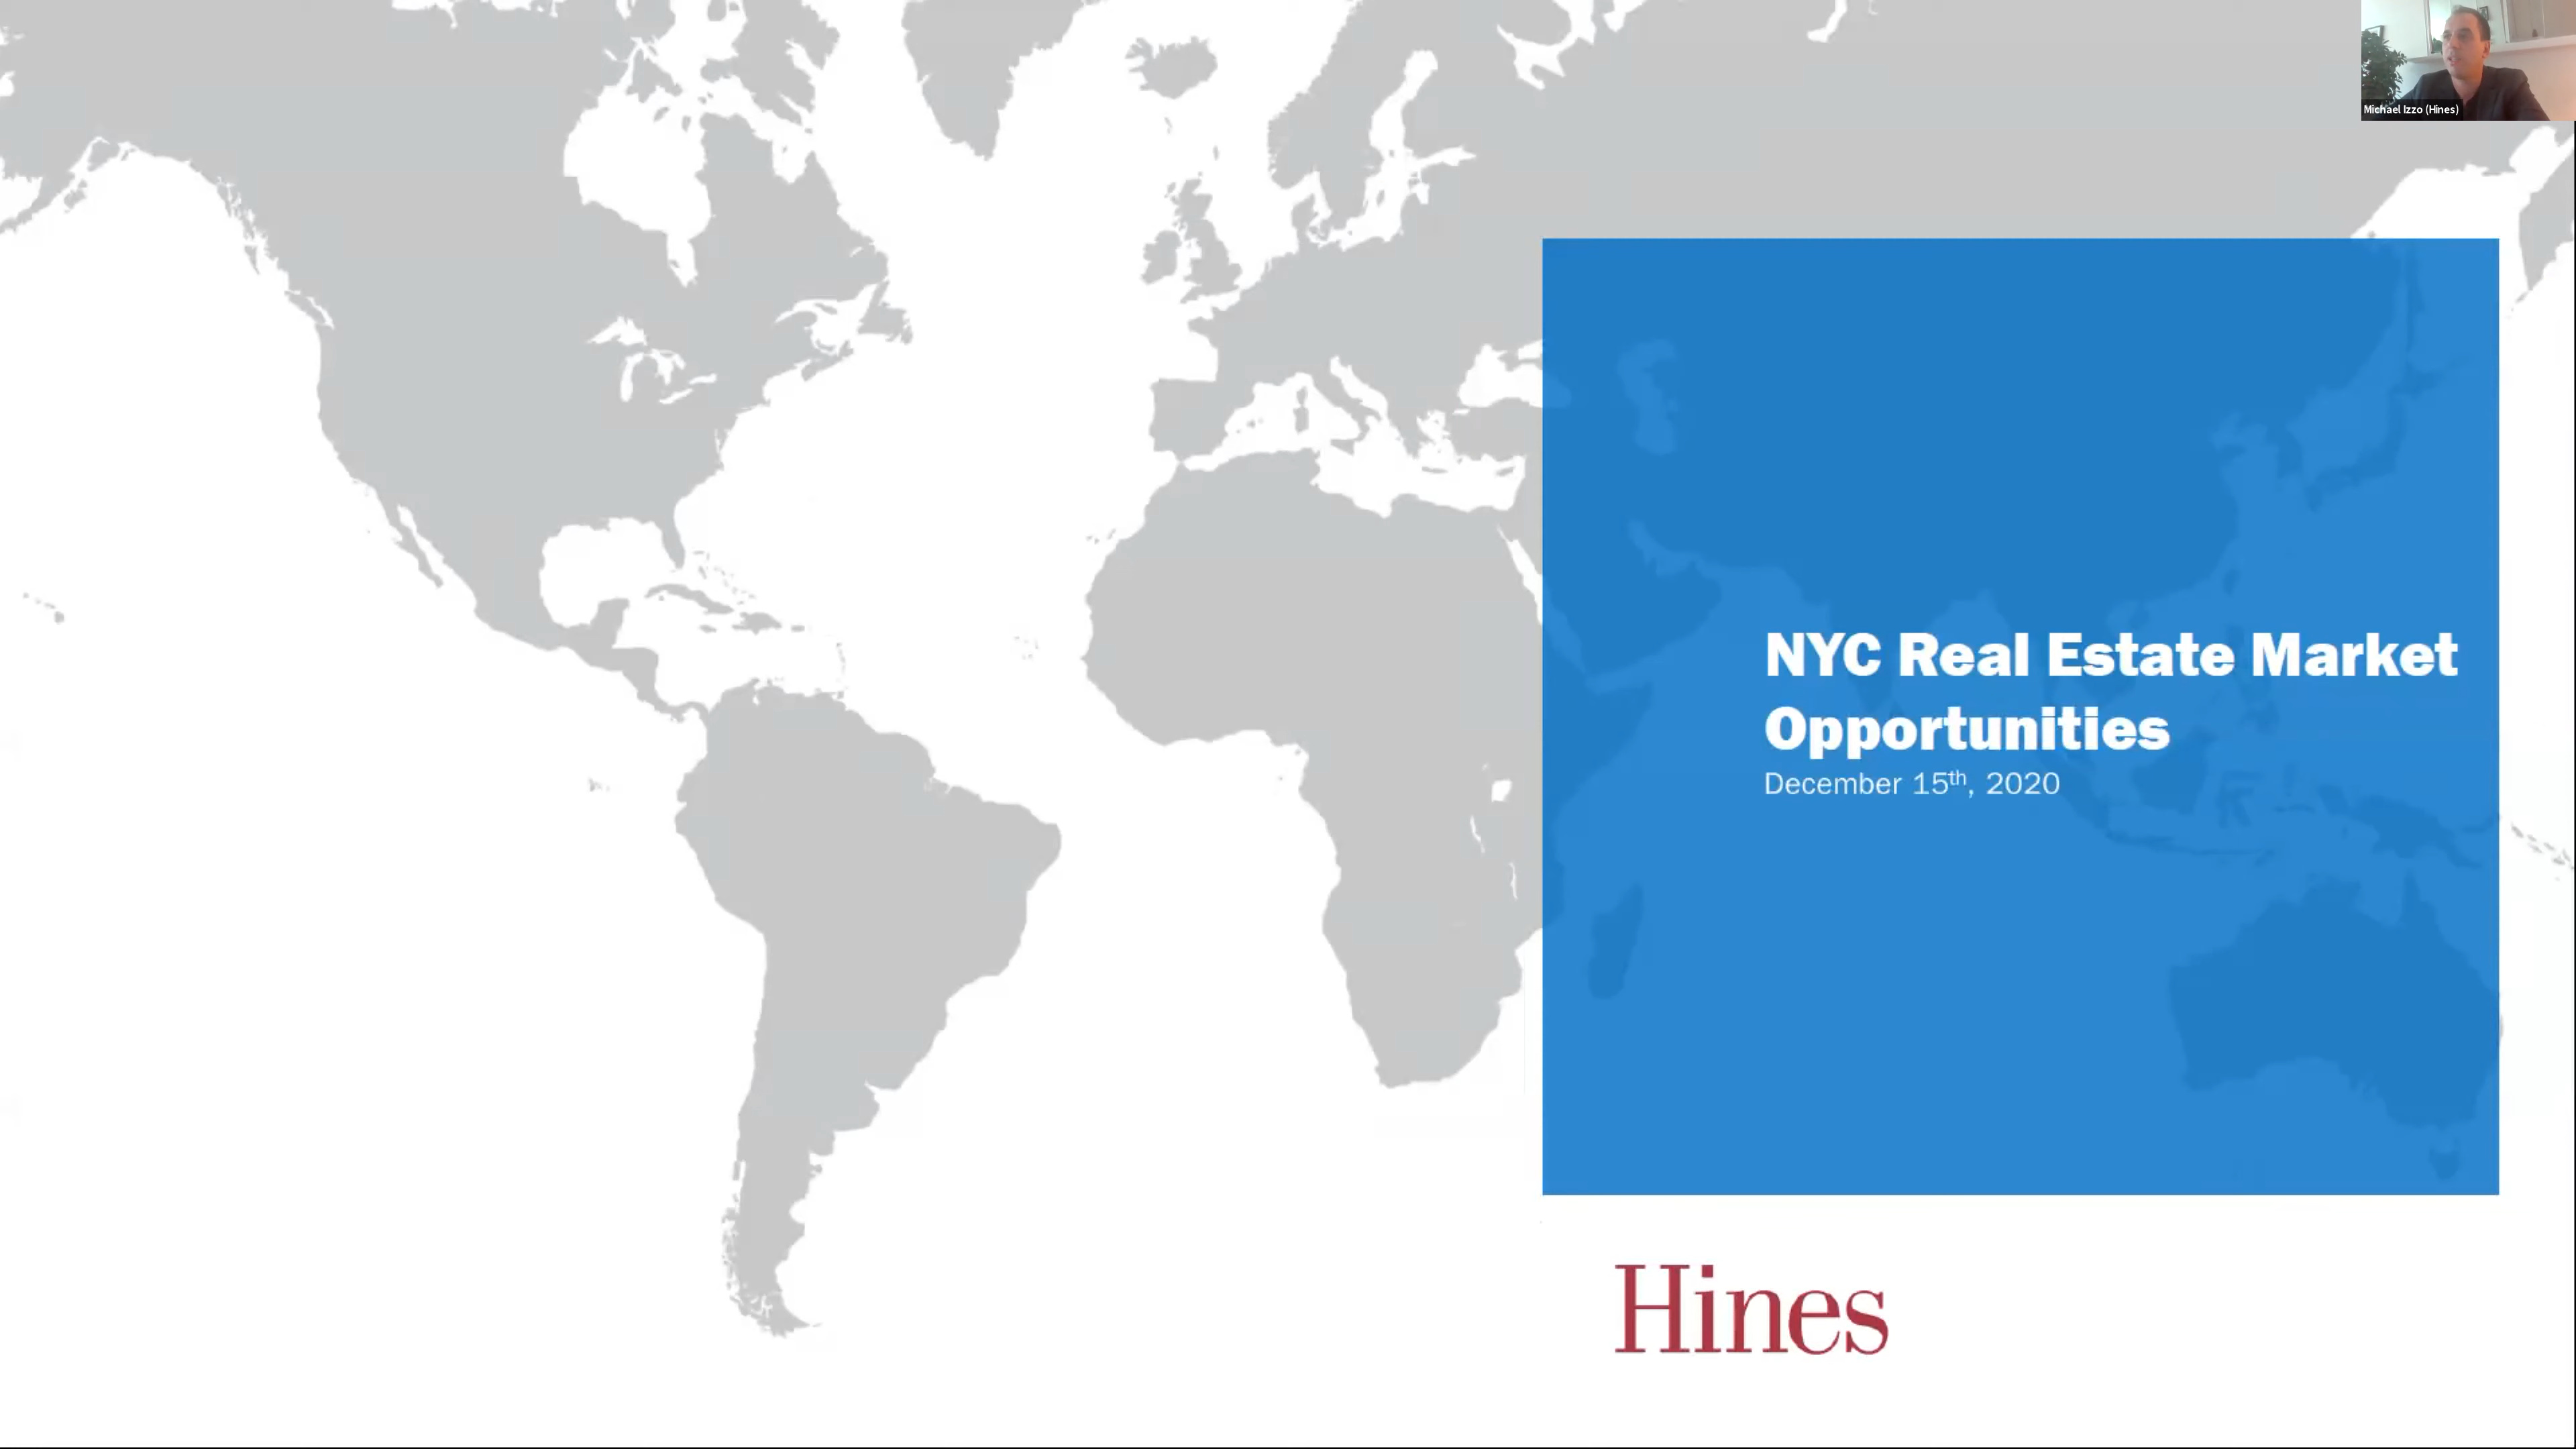 Michael Izzo (Hines)
NYC Real Estate Market
Opportunities
December 15th, 2020
Hines